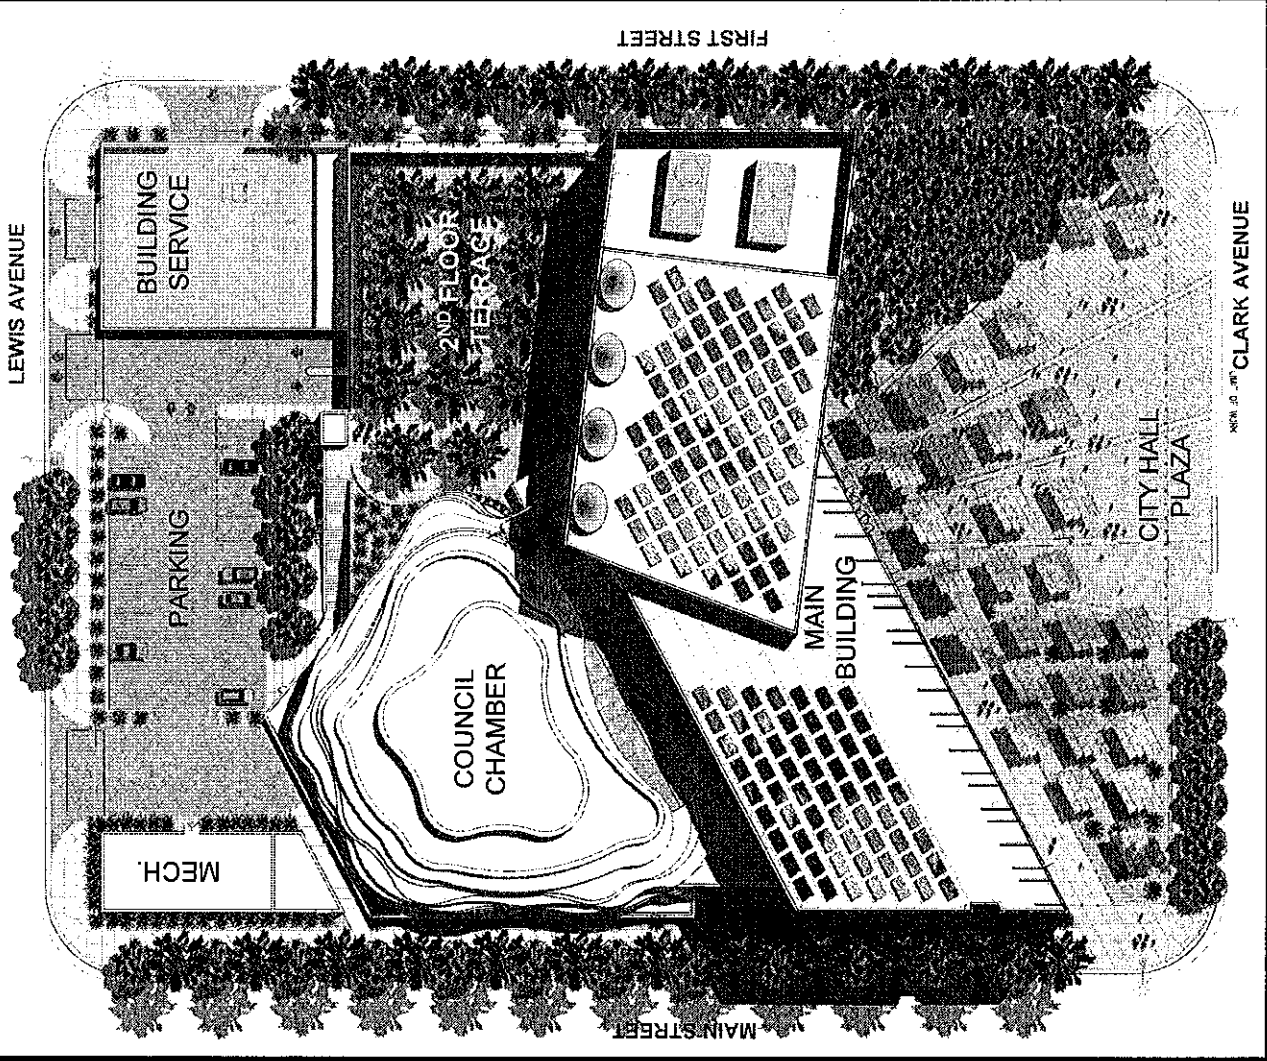 FIRST STREET
LEWIS AVENUE
BUILDING
SERVICE
2ND FLOOR
TERRACE
CLARK AVENUE
PARKING
CITY HALL
PLAZA
MAIN
BUILDING
COUNCIL
CHAMBER
MECH.
MAIN STREET